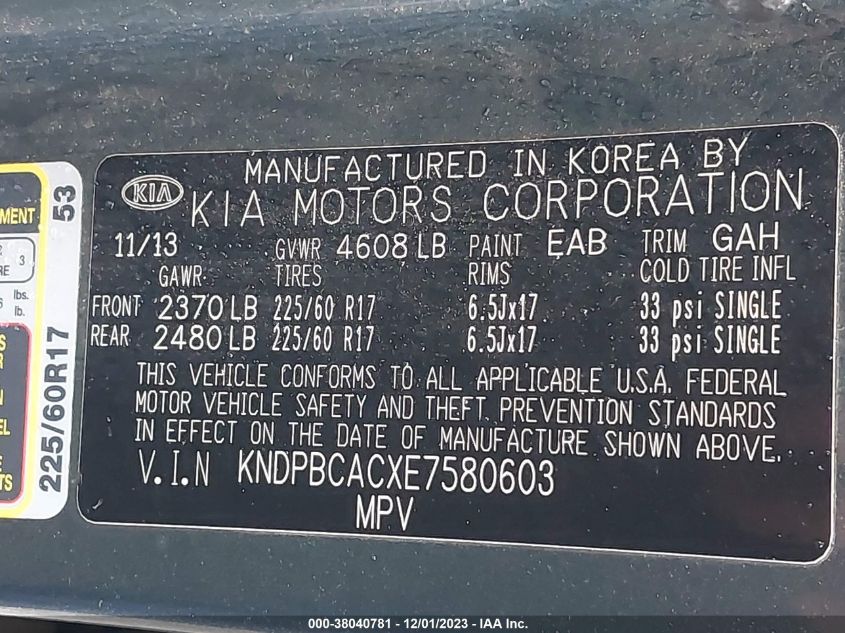 MANUFACTURED IN KOREA BY
KIA KIA MOTORS CORPORATION
11/13 GVWR 4608 LB PAINT EAB TRIM GAH
GAWR TIRES RIMS COLD TIRE INFL
FRONT 2370 LB 225/60 R17 6.5Jx17 33 psi SINGLE
REAR 2480 LB 225/60 R17 6.5Jx17 33 psi SINGLE
THIS VEHICLE CONFORMS TO ALL APPLICABLE U.S.A. FEDERAL
MOTOR VEHICLE SAFETY AND THEFT PREVENTION STANDARDS
IN EFFECT ON THE DATE OF MANUFACTURE SHOWN ABOVE.
V.I.N KNDPBCACXE7580603
MPV
225/60R17 53
3
lbs.
lb.
000-38040781 - 12/01/2023 - IAA Inc.